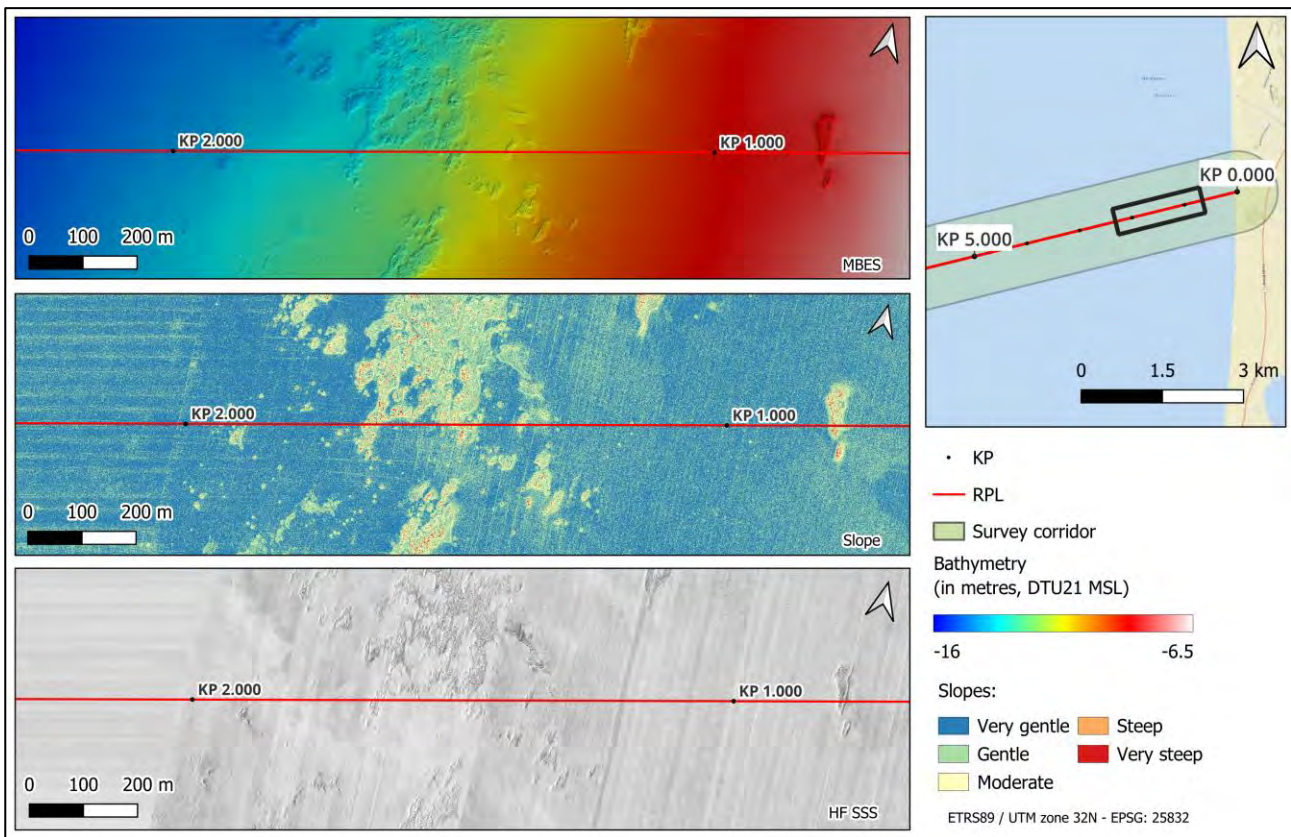 KP 2.000
KP 1.000
0 100 200 m
MBES
KP 2.000
KP 1.000
0 100 200 m
Slope
KP 2.000
KP 1.000
0 100 200 m
HF SSS
KP 0.000
KP 5.000
0 1.5 3 km
KP
RPL
Survey corridor
Bathymetry
(in metres, DTU21 MSL)
-16 -6.5
Slopes:
Very gentle Steep
Gentle Very steep
Moderate
ETRS89 / UTM zone 32N - EPSG: 25832